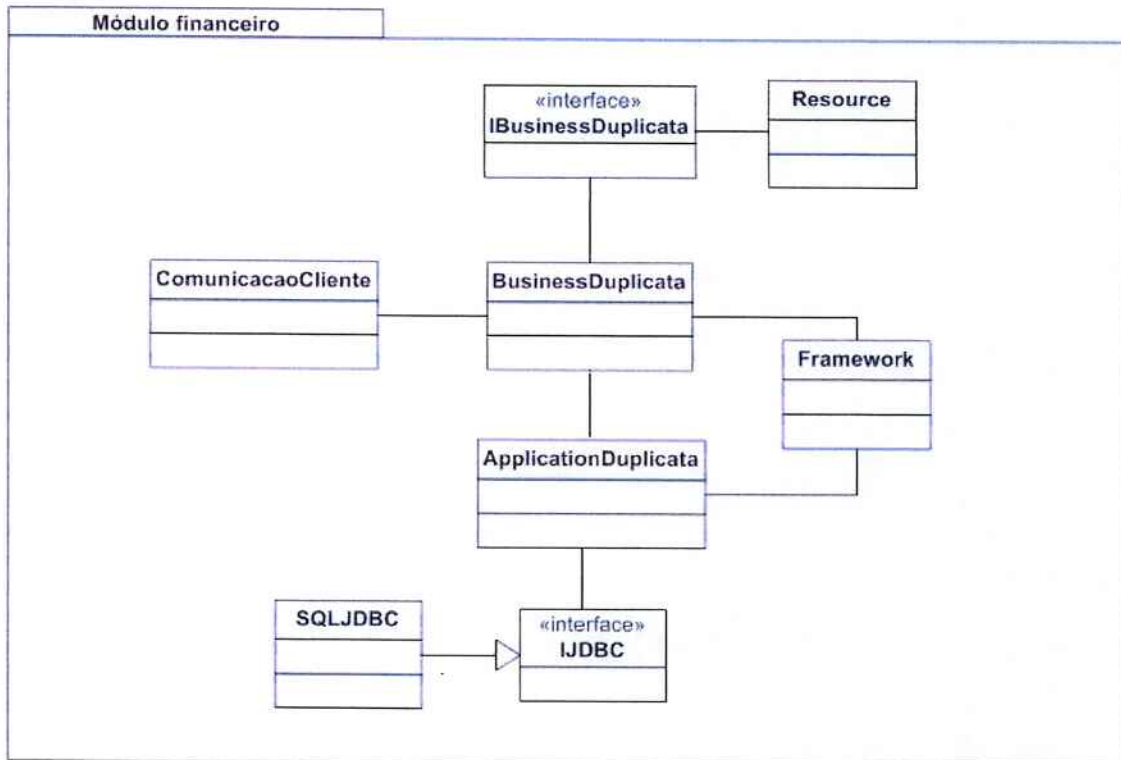 Módulo financeiro
«interface»
IBusinessDuplicata
Resource
ComunicacaoCliente
BusinessDuplicata
Framework
ApplicationDuplicata
SQLJDBC
«interface»
IJDBC